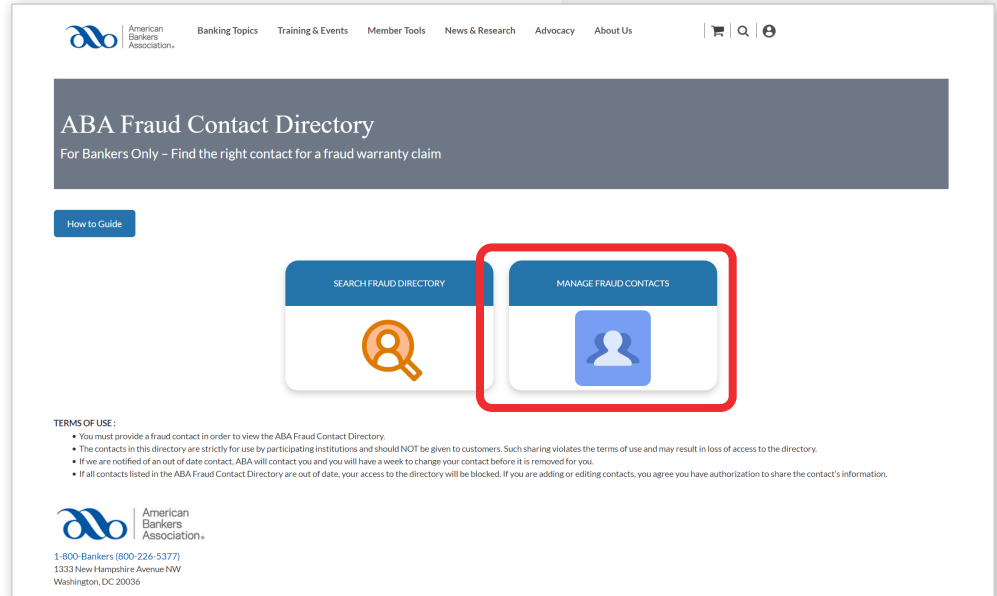 American
Bankers
Association®
Banking Topics Training & Events Member Tools News & Research Advocacy About Us
ABA Fraud Contact Directory
For Bankers Only – Find the right contact for a fraud warranty claim
How to Guide
SEARCH FRAUD DIRECTORY
MANAGE FRAUD CONTACTS
TERMS OF USE :
• You must provide a fraud contact in order to view the ABA Fraud Contact Directory.
• The contacts in this directory are strictly for use by participating institutions and should NOT be given to customers. Such sharing violates the terms of use and may result in loss of access to the directory.
• If we are notified of an out of date contact, ABA will contact you and you will have a week to change your contact before it is removed for you.
• If all contacts listed in the ABA Fraud Contact Directory are out of date, your access to the directory will be blocked. If you are adding or editing contacts, you agree you have authorization to share the contact's information.
American
Bankers
Association®
1-800-Bankers (800-226-5377)
1333 New Hampshire Avenue NW
Washington, DC 20036